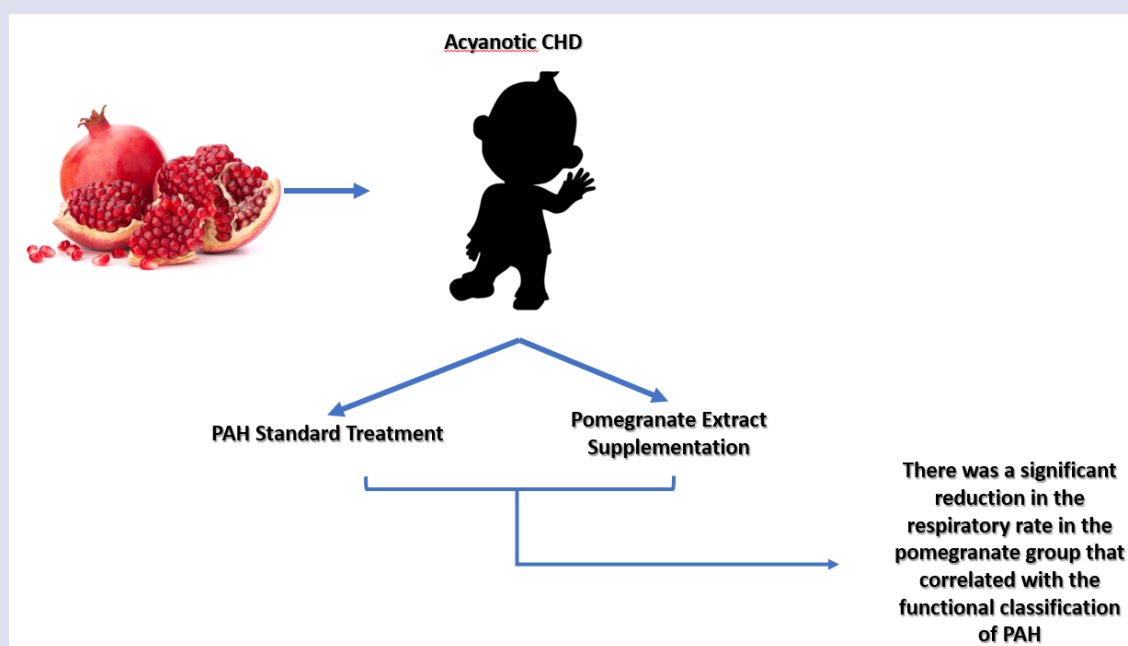 Acyanotic CHD
PAH Standard Treatment
Pomegranate Extract
Supplementation
There was a significant
reduction in the
respiratory rate in the
pomegranate group that
correlated with the
functional classification
of PAH